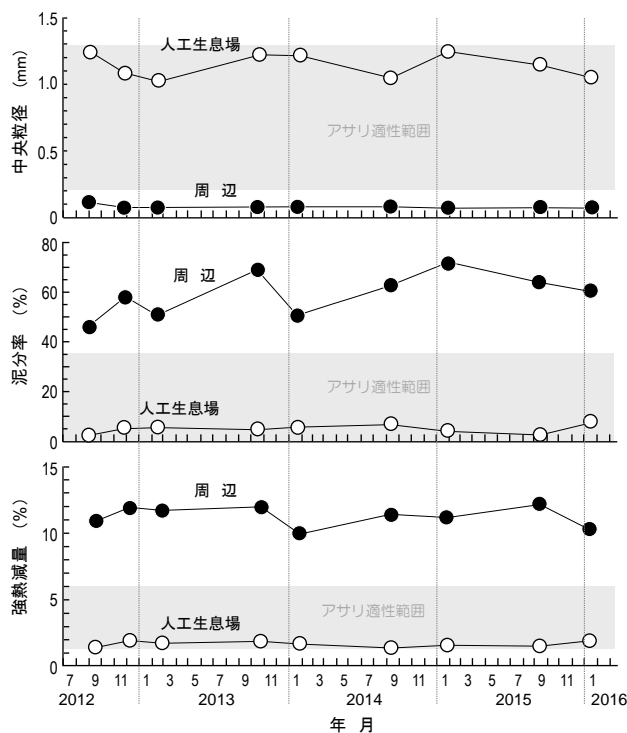 中央粒径 (mm)
1.5
1.0
0.5
0
人工生息場
アサリ適性範囲
周 辺
泥分率 (%)
80
60
40
20
0
周 辺
アサリ適性範囲
人工生息場
強熱減量 (%)
15
10
5
0
周 辺
アサリ適性範囲
人工生息場
7 9 11 1 3 5 7 9 11 1 3 5 7 9 11 1 3 5 7 9 11 1
2012 2013 2014 2015 2016
年 月